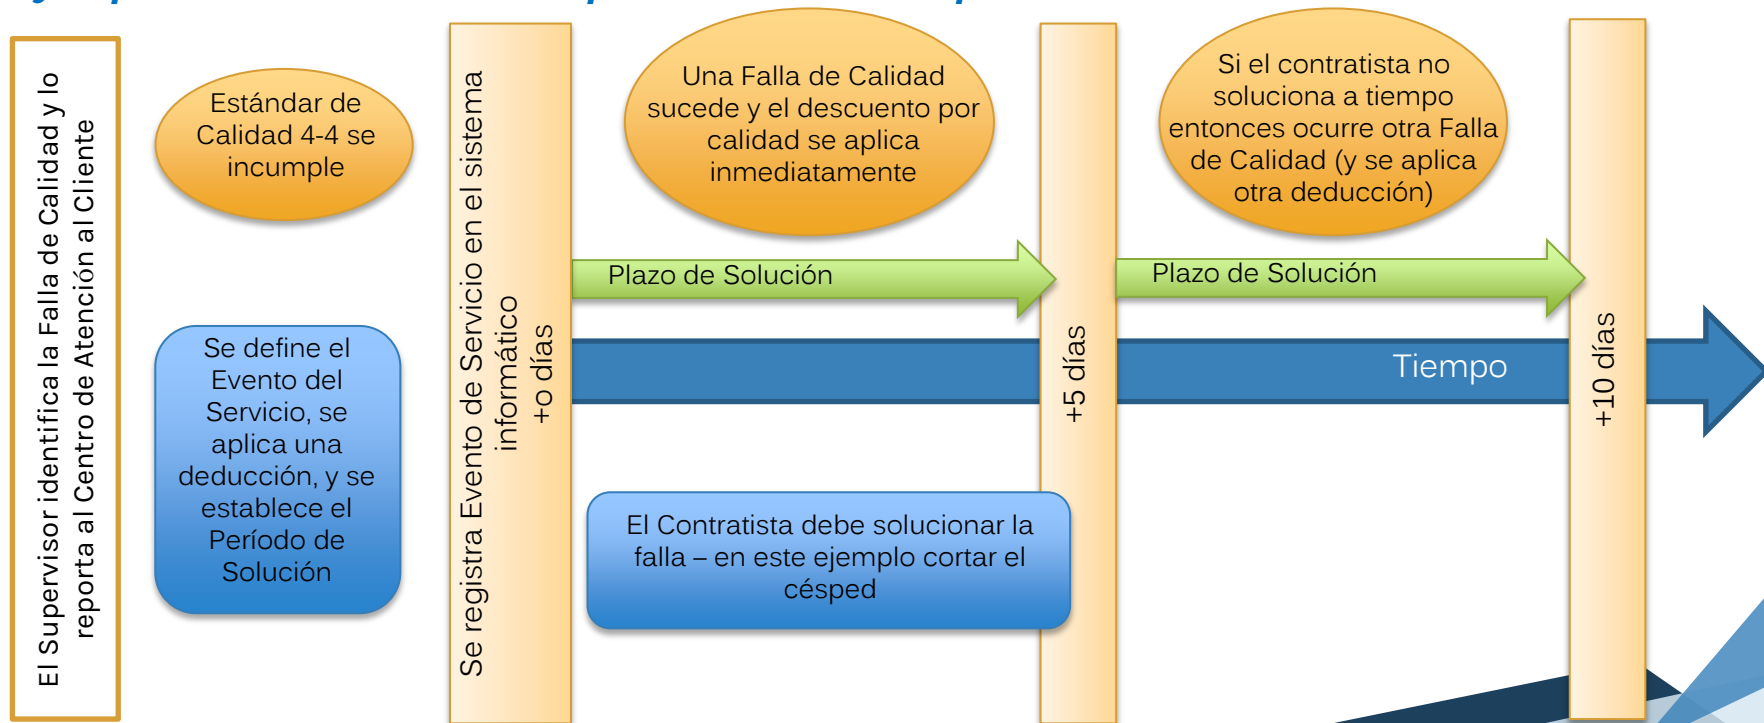 El Supervisor identifica la Falla de Calidad y lo
reporta al Centro de Atención al Cliente
Estándar de
Calidad 4-4 se
incumple
Se define el
Evento del
Servicio, se
aplica una
deducción, y se
establece el
Período de
Solución
Se registra Evento de Servicio en el sistema
informático
+o días
Una Falla de Calidad
sucede y el descuento por
calidad se aplica
inmediatamente
Plazo de Solución
El Contratista debe solucionar la
falla – en este ejemplo cortar el
césped
+5 días
Si el contratista no
soluciona a tiempo
entonces ocurre otra Falla
de Calidad (y se aplica
otra deducción)
Plazo de Solución
Tiempo
+10 días